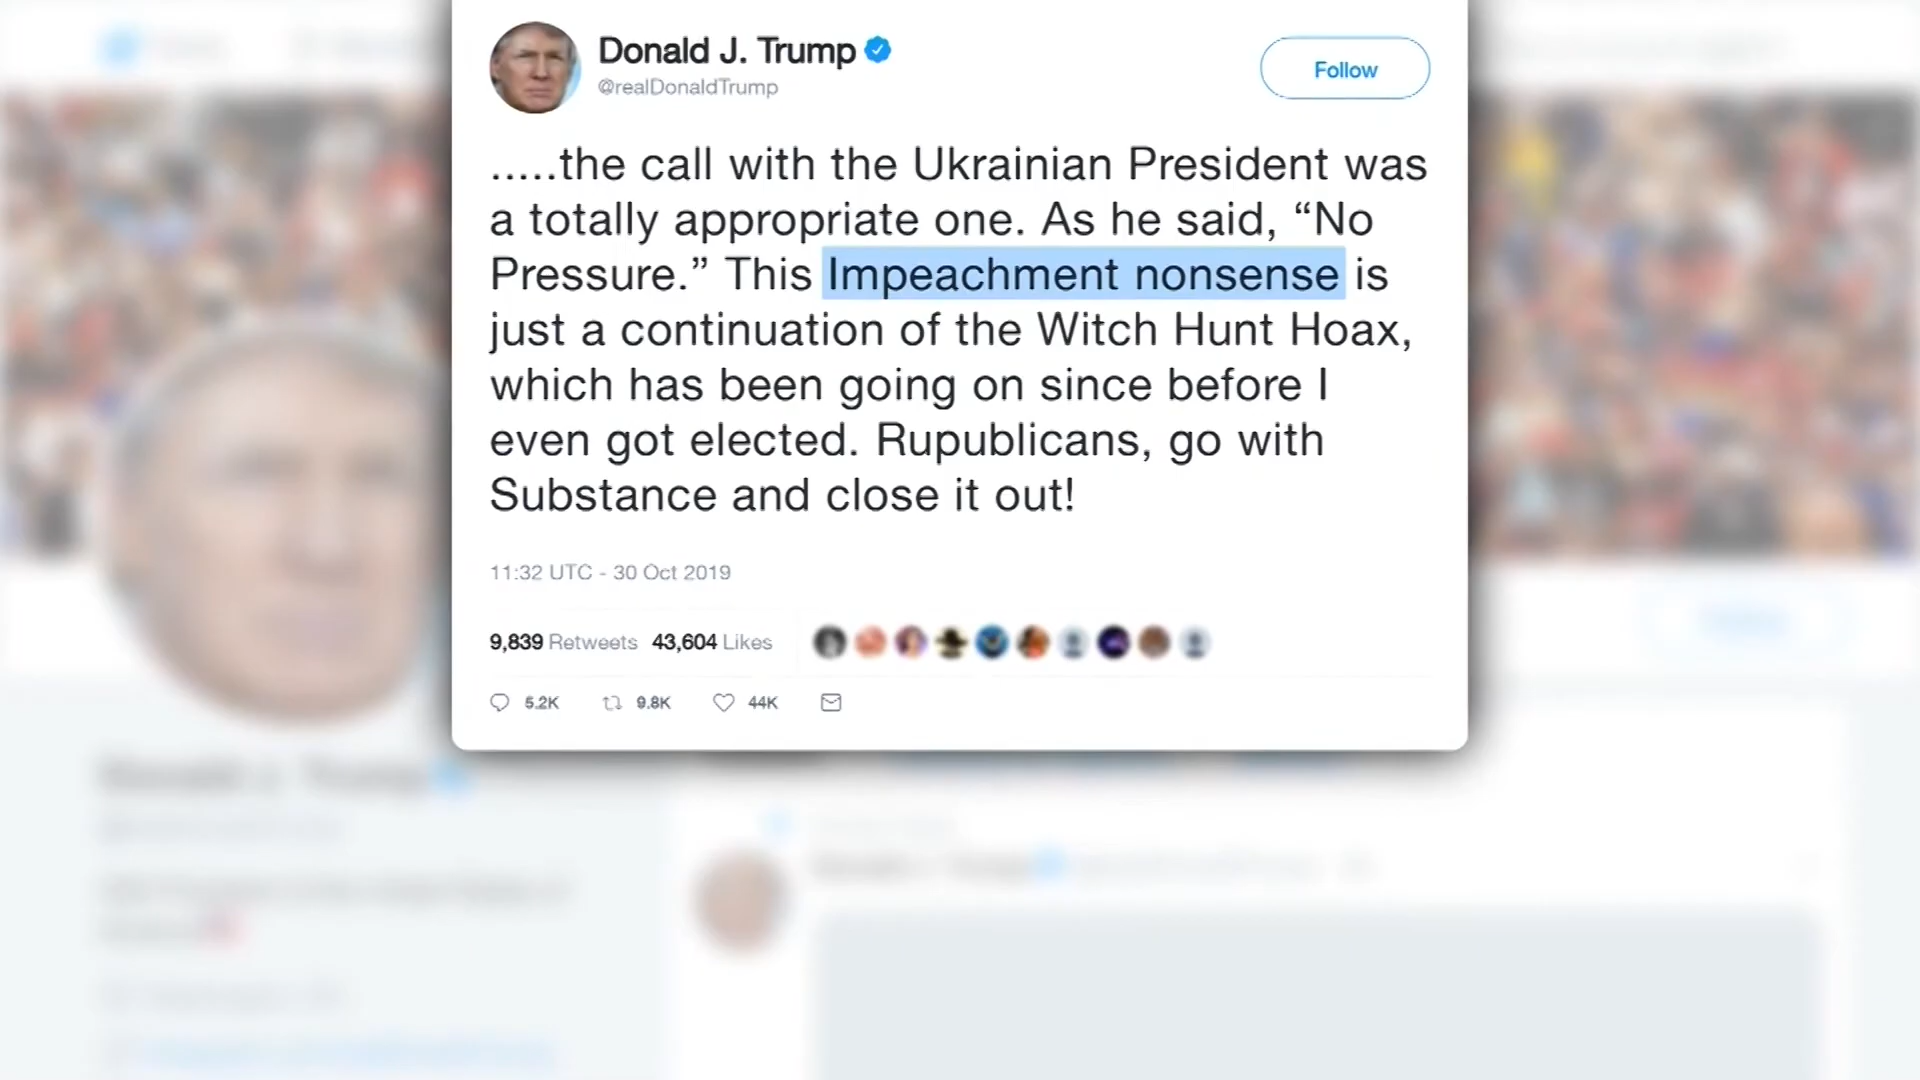 Donald J. Trump
@realDonaldTrump
Follow
.....the call with the Ukrainian President was
a totally appropriate one. As he said, “No
Pressure.” This Impeachment nonsense is
just a continuation of the Witch Hunt Hoax,
which has been going on since before I
even got elected. Rupublicans, go with
Substance and close it out!
11:32 UTC - 30 Oct 2019
9,839 Retweets 43,604 Likes
5.2K 9.8K 44K